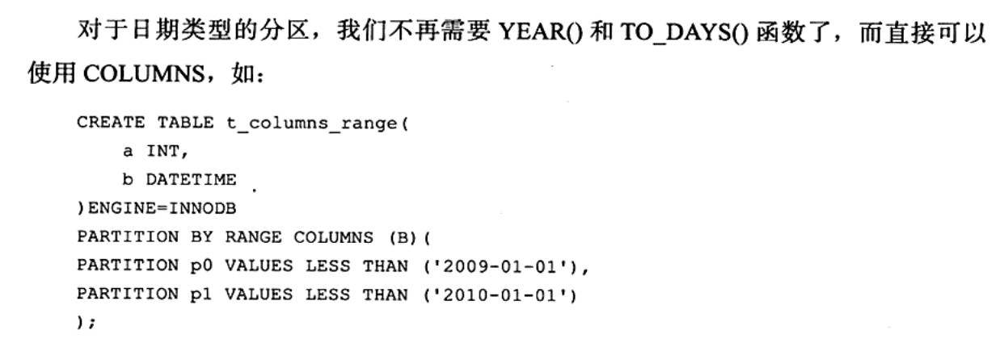 对于日期类型的分区，我们不再需要 YEAR() 和 TO_DAYS() 函数了，而直接可以
使用 COLUMNS，如：
CREATE TABLE t_columns_range(
    a INT,
    b DATETIME
)ENGINE=INNODB
PARTITION BY RANGE COLUMNS (B)(
PARTITION p0 VALUES LESS THAN ('2009-01-01'),
PARTITION p1 VALUES LESS THAN ('2010-01-01')
);